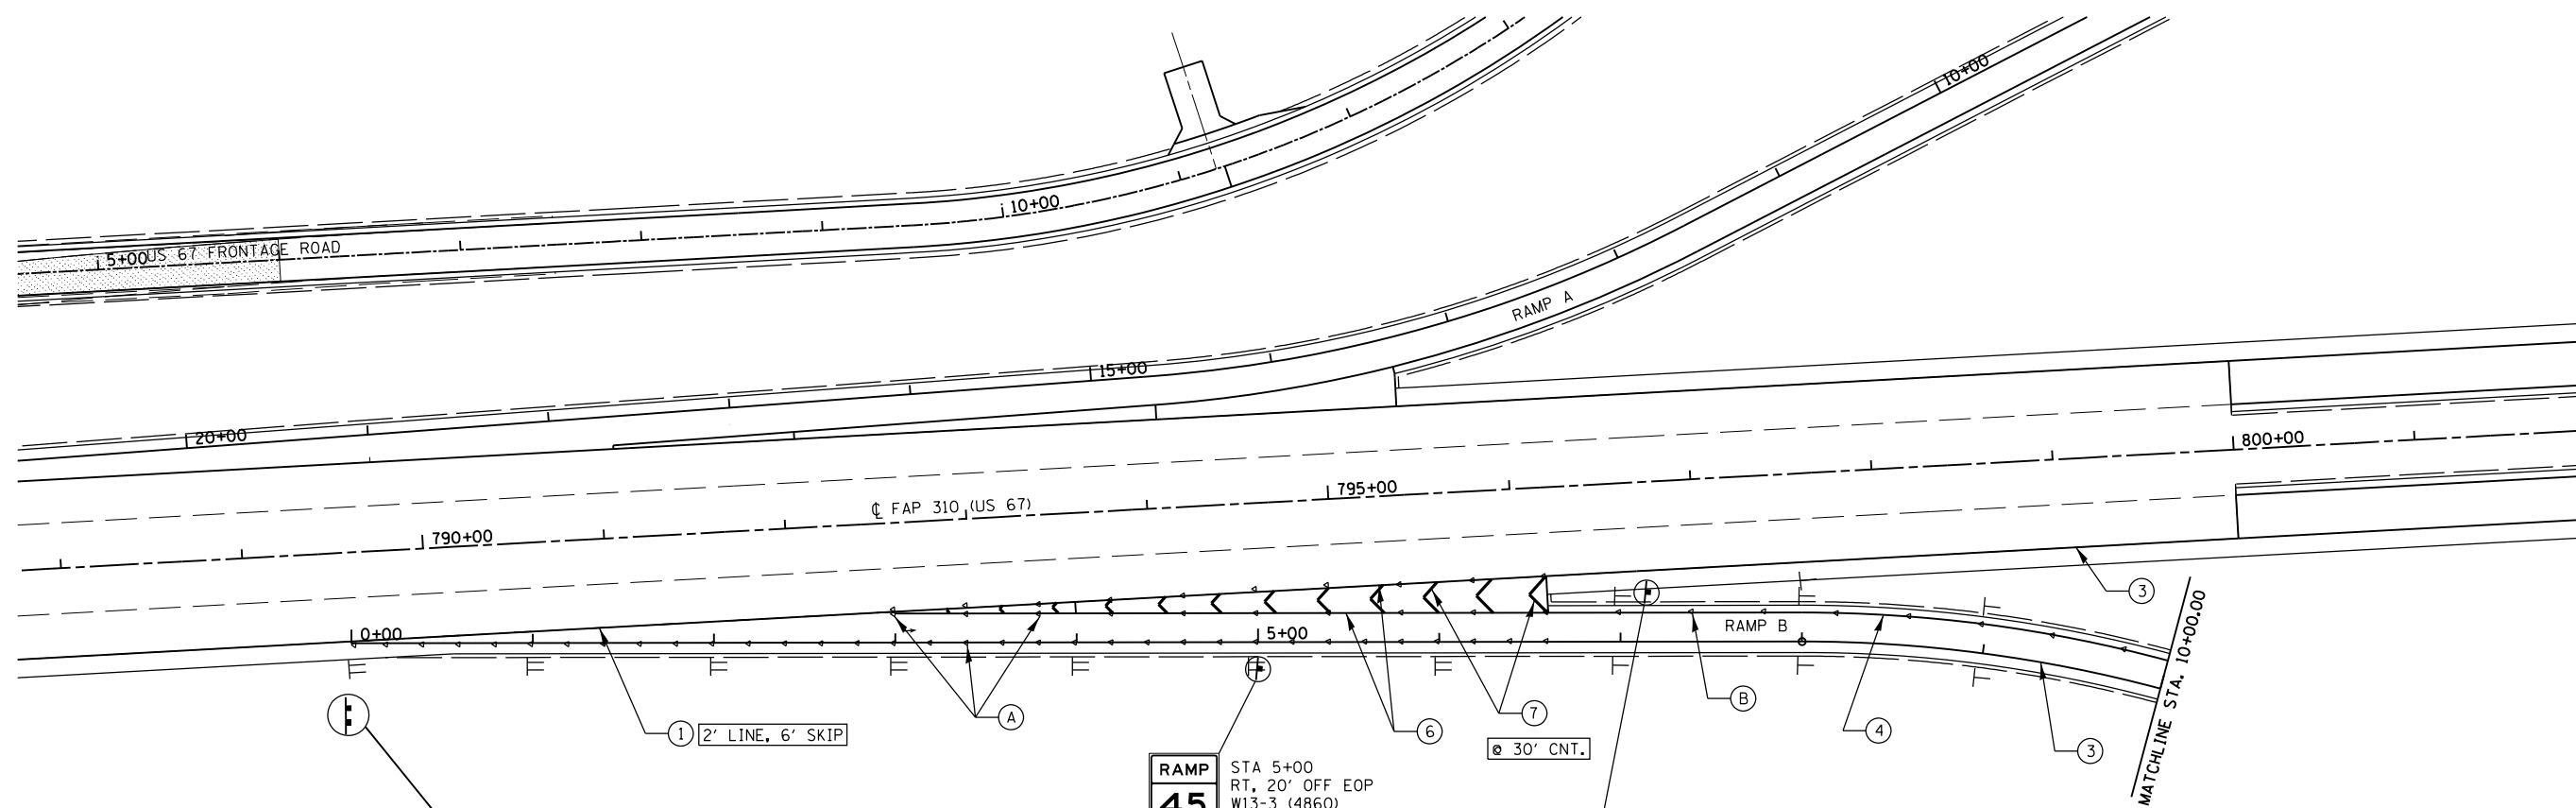 10+00
10+00
5+00
US 67 FRONTAGE ROAD
RAMP A
15+00
20+00
800+00
795+00
℄ FAP 310 (US 67)
790+00
3
0+00
5+00
RAMP B
MATCHLINE STA. 10+00.00
B
A
7
6
4
1
2' LINE, 6' SKIP
@ 30' CNT.
3
RAMP
45
STA 5+00
RT, 20' OFF EOP
W13-3 (4860)